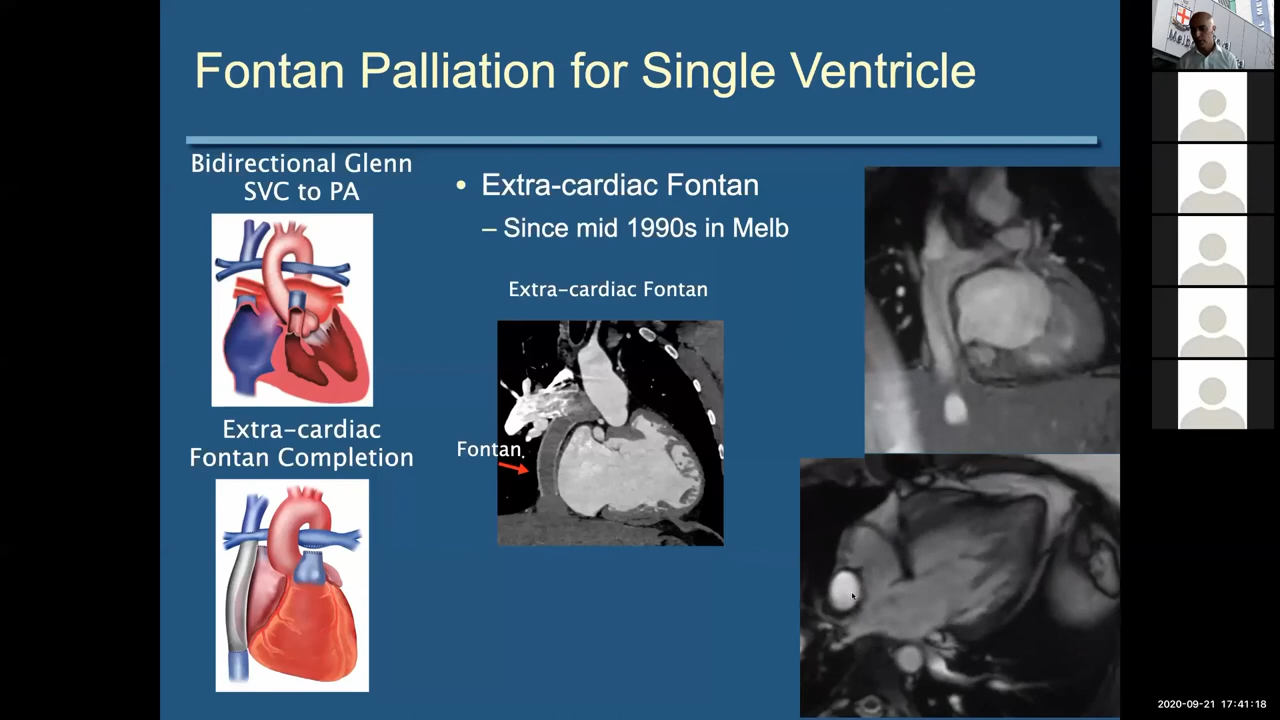 Fontan Palliation for Single Ventricle
Bidirectional Glenn
SVC to PA
• Extra-cardiac Fontan
– Since mid 1990s in Melb
Extra-cardiac Fontan
Fontan
Extra-cardiac
Fontan Completion
2020-09-21 17:41:18